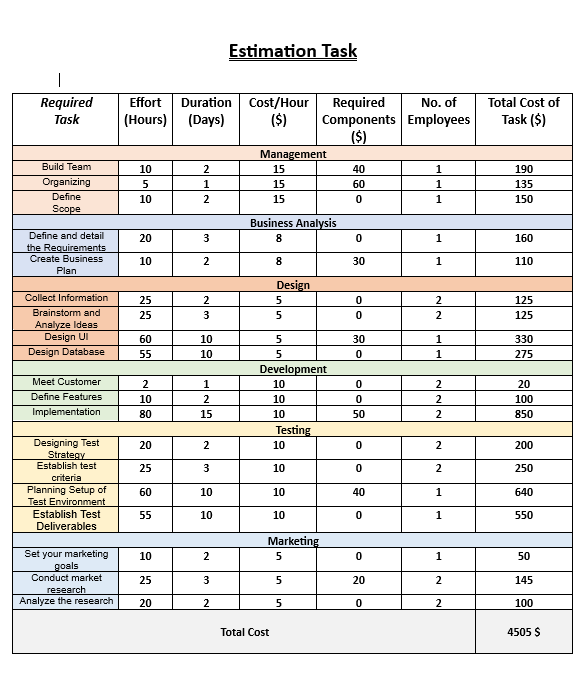 Estimation Task
Required Effort Duration Cost/Hour Required No. of Total Cost of
Task (Hours) (Days) ($) Components Employees Task ($)
($)
Management
Build Team 10 2 15 40 1 190
Organizing 5 1 15 60 1 135
Define 10 2 15 0 1 150
Scope
Business Analysis
Define and detail 20 3 8 0 1 160
the Requirements
Create Business 10 2 8 30 1 110
Plan
Design
Collect Information 25 2 5 0 2 125
Brainstorm and 25 3 5 0 2 125
Analyze Ideas
Design UI 60 10 5 30 1 330
Design Database 55 10 5 0 1 275
Development
Meet Customer 2 1 10 0 2 20
Define Features 10 2 10 0 2 100
Implementation 80 15 10 50 2 850
Testing
Designing Test 20 2 10 0 2 200
Strategy
Establish test 25 3 10 0 2 250
criteria
Planning Setup of 60 10 10 40 1 640
Test Environment
Establish Test 55 10 10 0 1 550
Deliverables
Marketing
Set your marketing 10 2 5 0 1 50
goals
Conduct market 25 3 5 20 2 145
research
Analyze the research 20 2 5 0 2 100
Total Cost 4505 $